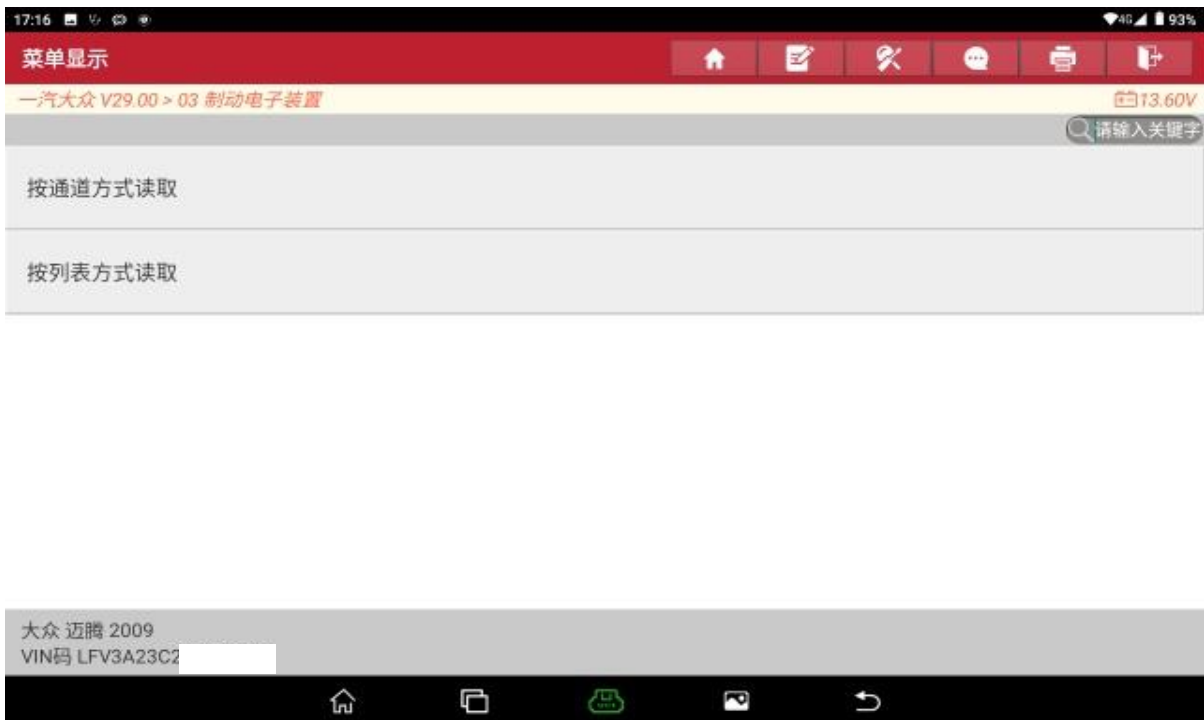 17:16
4G 93%
菜单显示
一汽大众 V29.00 > 03 制动电子装置
13.60V
请输入关键字
按通道方式读取
按列表方式读取
大众 迈腾 2009
VIN码 LFV3A23C2